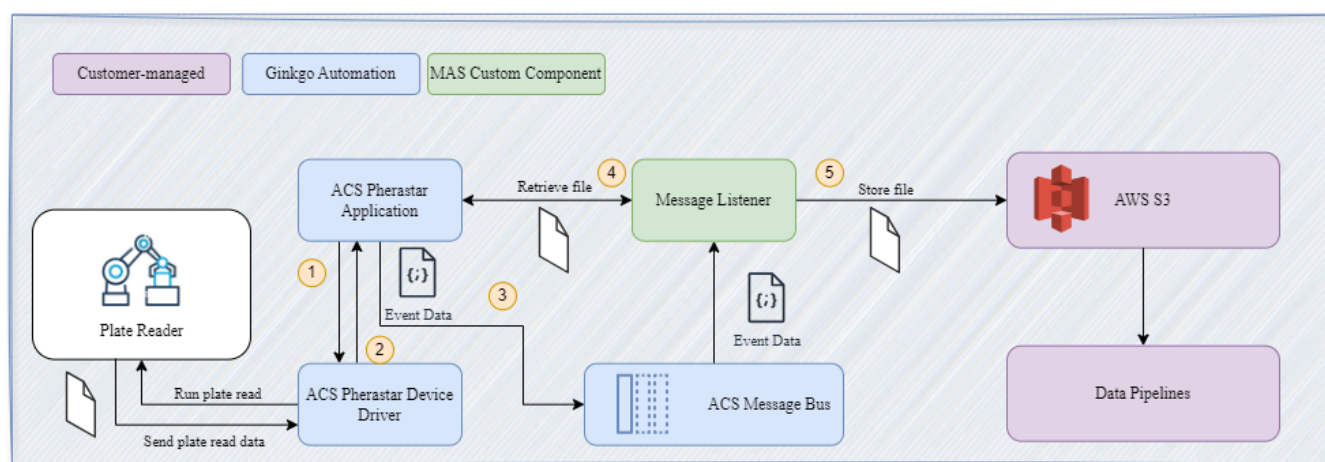 Customer-managed
Ginkgo Automation
MAS Custom Component
ACS Pherastar
Application
Retrieve file
4
Message Listener
5
Store file
AWS S3
1
{;}
Event Data
3
{;}
Event Data
Plate Reader
2
Run plate read
Send plate read data
ACS Pherastar Device
Driver
ACS Message Bus
Data Pipelines